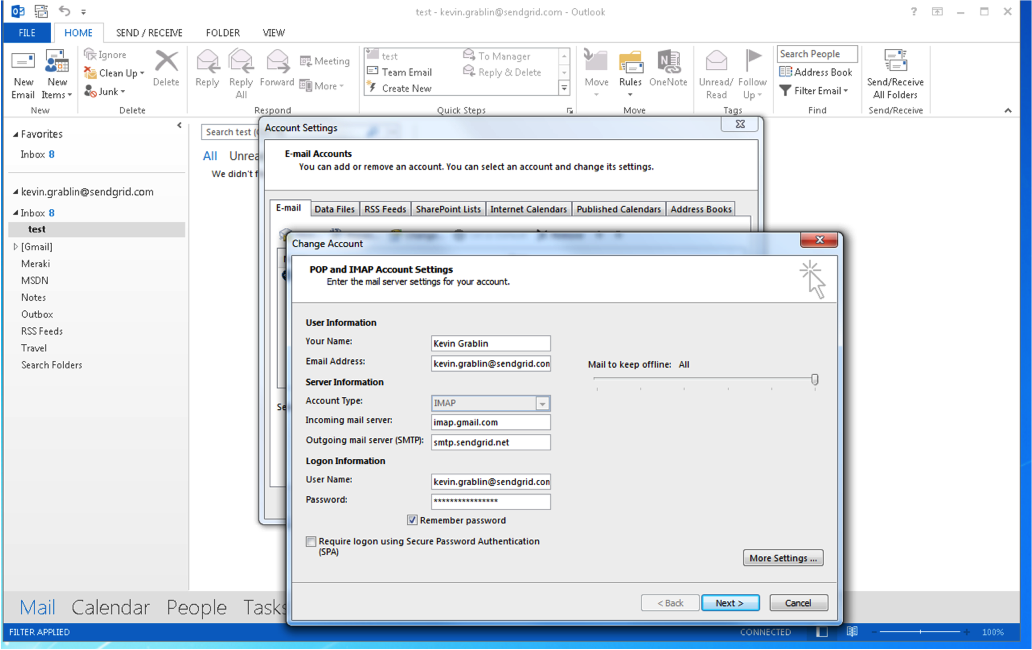 test - kevin.grablin@sendgrid.com - Outlook
FILE HOME SEND / RECEIVE FOLDER VIEW
New Email
New Items
Ignore
Clean Up
Junk
Delete
Reply
Reply All
Forward
Meeting
More
test
Team Email
Create New
To Manager
Reply & Delete
Move
Rules
OneNote
Unread/ Read
Follow Up
Search People
Address Book
Filter Email
Send/Receive All Folders
New Delete Respond Quick Steps Move Tags Find Send/Receive
Favorites
Inbox 8
kevin.grablin@sendgrid.com
Inbox 8
test
[Gmail]
Meraki
MSDN
Notes
Outbox
RSS Feeds
Travel
Search Folders
Search test
All Unrea
We didn't f
Account Settings
E-mail Accounts
You can add or remove an account. You can select an account and change its settings.
E-mail Data Files RSS Feeds SharePoint Lists Internet Calendars Published Calendars Address Books
Se
Change Account
POP and IMAP Account Settings
Enter the mail server settings for your account.
User Information
Your Name: Kevin Grablin
Email Address: kevin.grablin@sendgrid.con
Mail to keep offline: All
Server Information
Account Type: IMAP
Incoming mail server: imap.gmail.com
Outgoing mail server (SMTP): smtp.sendgrid.net
Logon Information
User Name: kevin.grablin@sendgrid.con
Password: ****************
Remember password
Require logon using Secure Password Authentication
(SPA)
More Settings ...
< Back Next > Cancel
Mail Calendar People Tasks
FILTER APPLIED
CONNECTED
100%